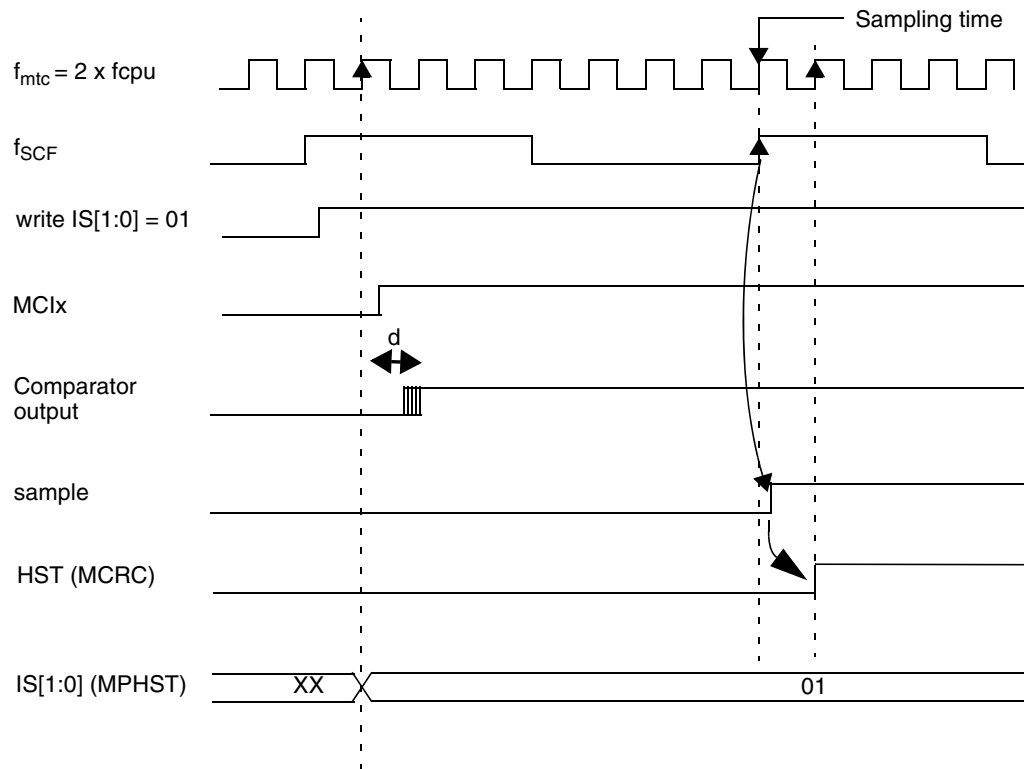 Sampling time
fmtc = 2 x fcpu
fSCF
write IS[1:0] = 01
MCIx
d
Comparator
output
sample
HST (MCRC)
IS[1:0] (MPHST)
XX
01